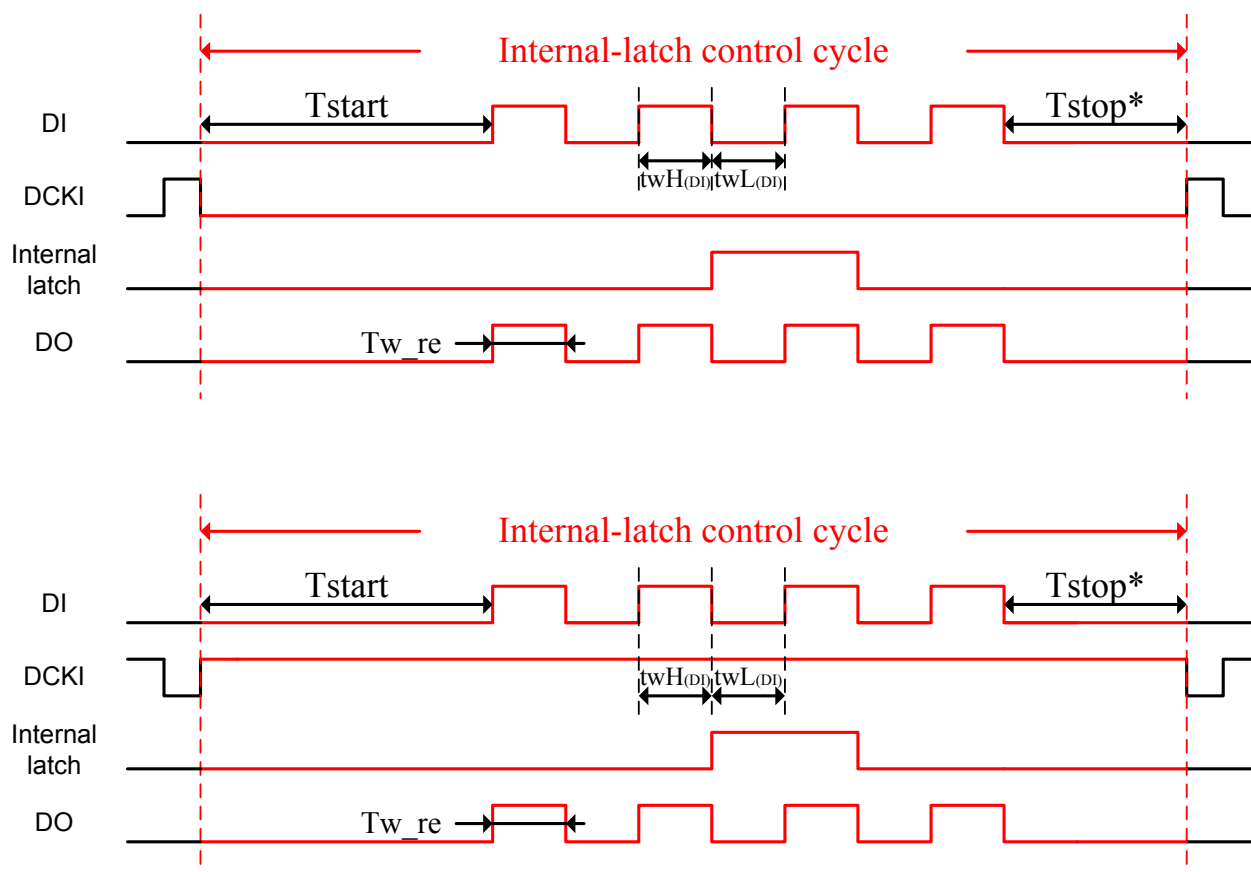 Internal-latch control cycle
Tstart
Tstop*
DI
twH(DI)
twL(DI)
DCKI
Internal
latch
DO
Tw_re
Internal-latch control cycle
Tstart
Tstop*
DI
DCKI
twH(DI)
twL(DI)
Internal
latch
DO
Tw_re